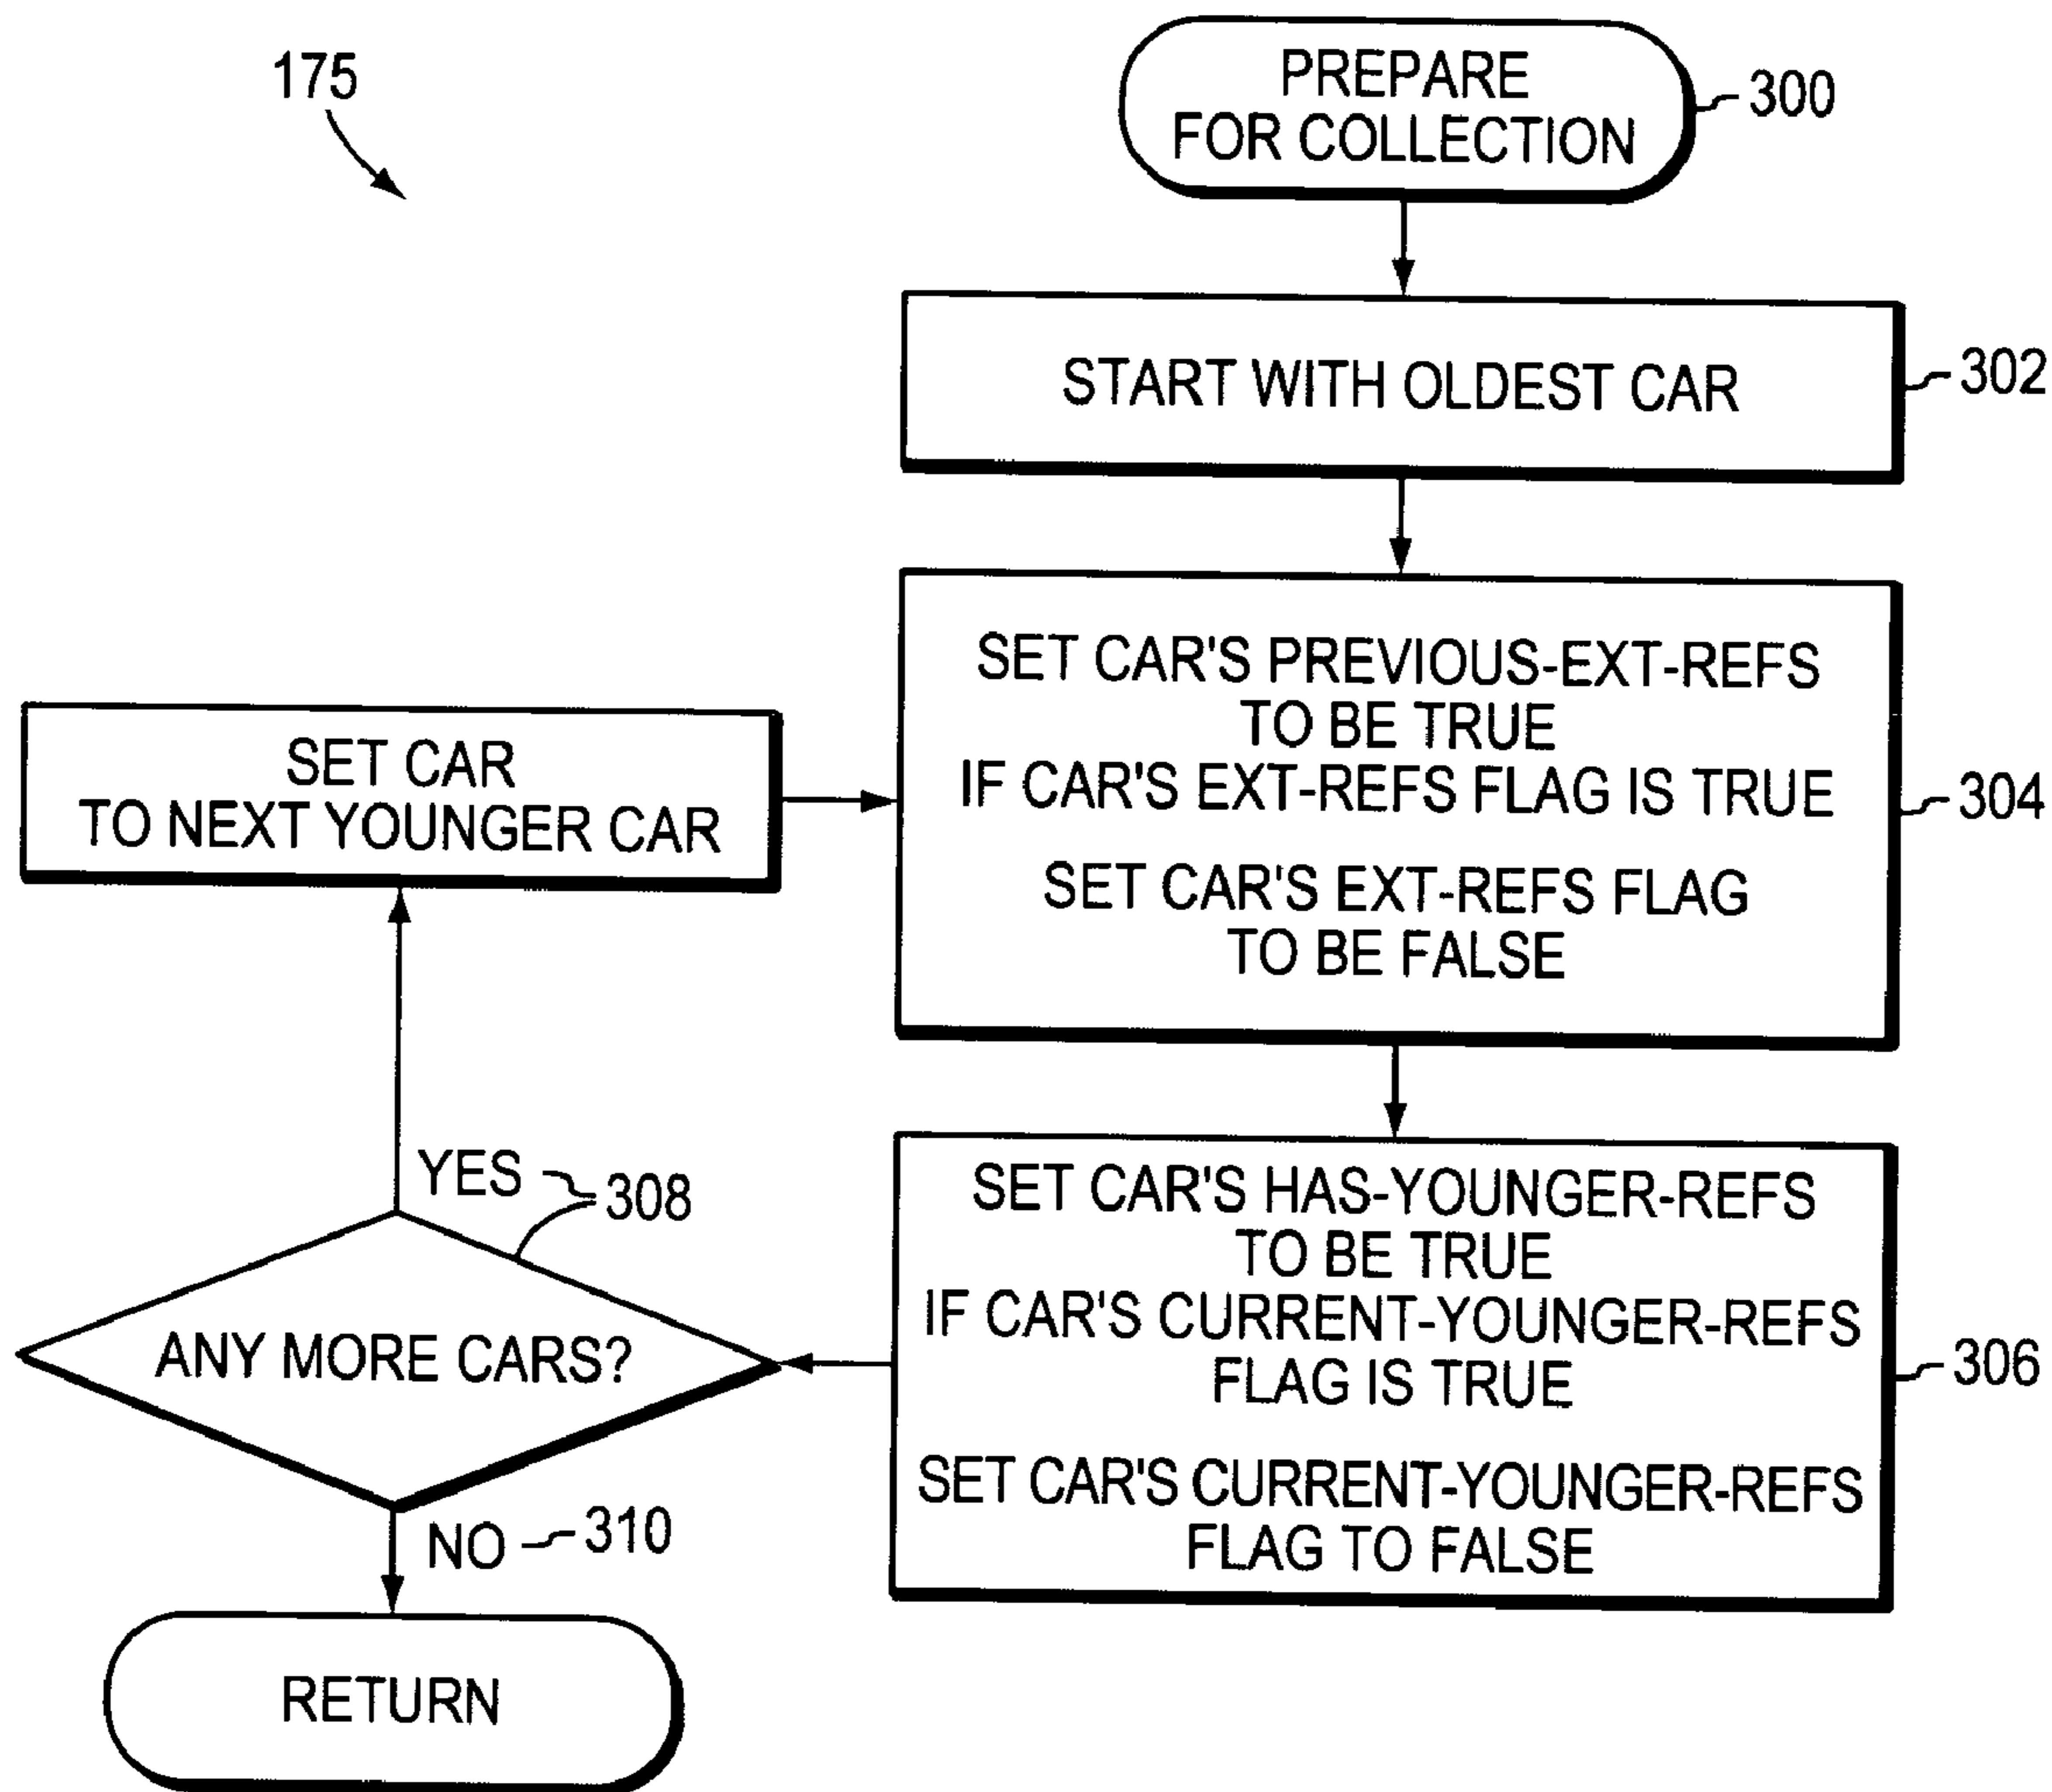 175
PREPARE
FOR COLLECTION
300
START WITH OLDEST CAR
302
SET CAR'S PREVIOUS-EXT-REFS
TO BE TRUE
IF CAR'S EXT-REFS FLAG IS TRUE
SET CAR'S EXT-REFS FLAG
TO BE FALSE
304
SET CAR
TO NEXT YOUNGER CAR
SET CAR'S HAS-YOUNGER-REFS
TO BE TRUE
IF CAR'S CURRENT-YOUNGER-REFS
FLAG IS TRUE
SET CAR'S CURRENT-YOUNGER-REFS
FLAG TO FALSE
306
YES
308
ANY MORE CARS?
NO
310
RETURN